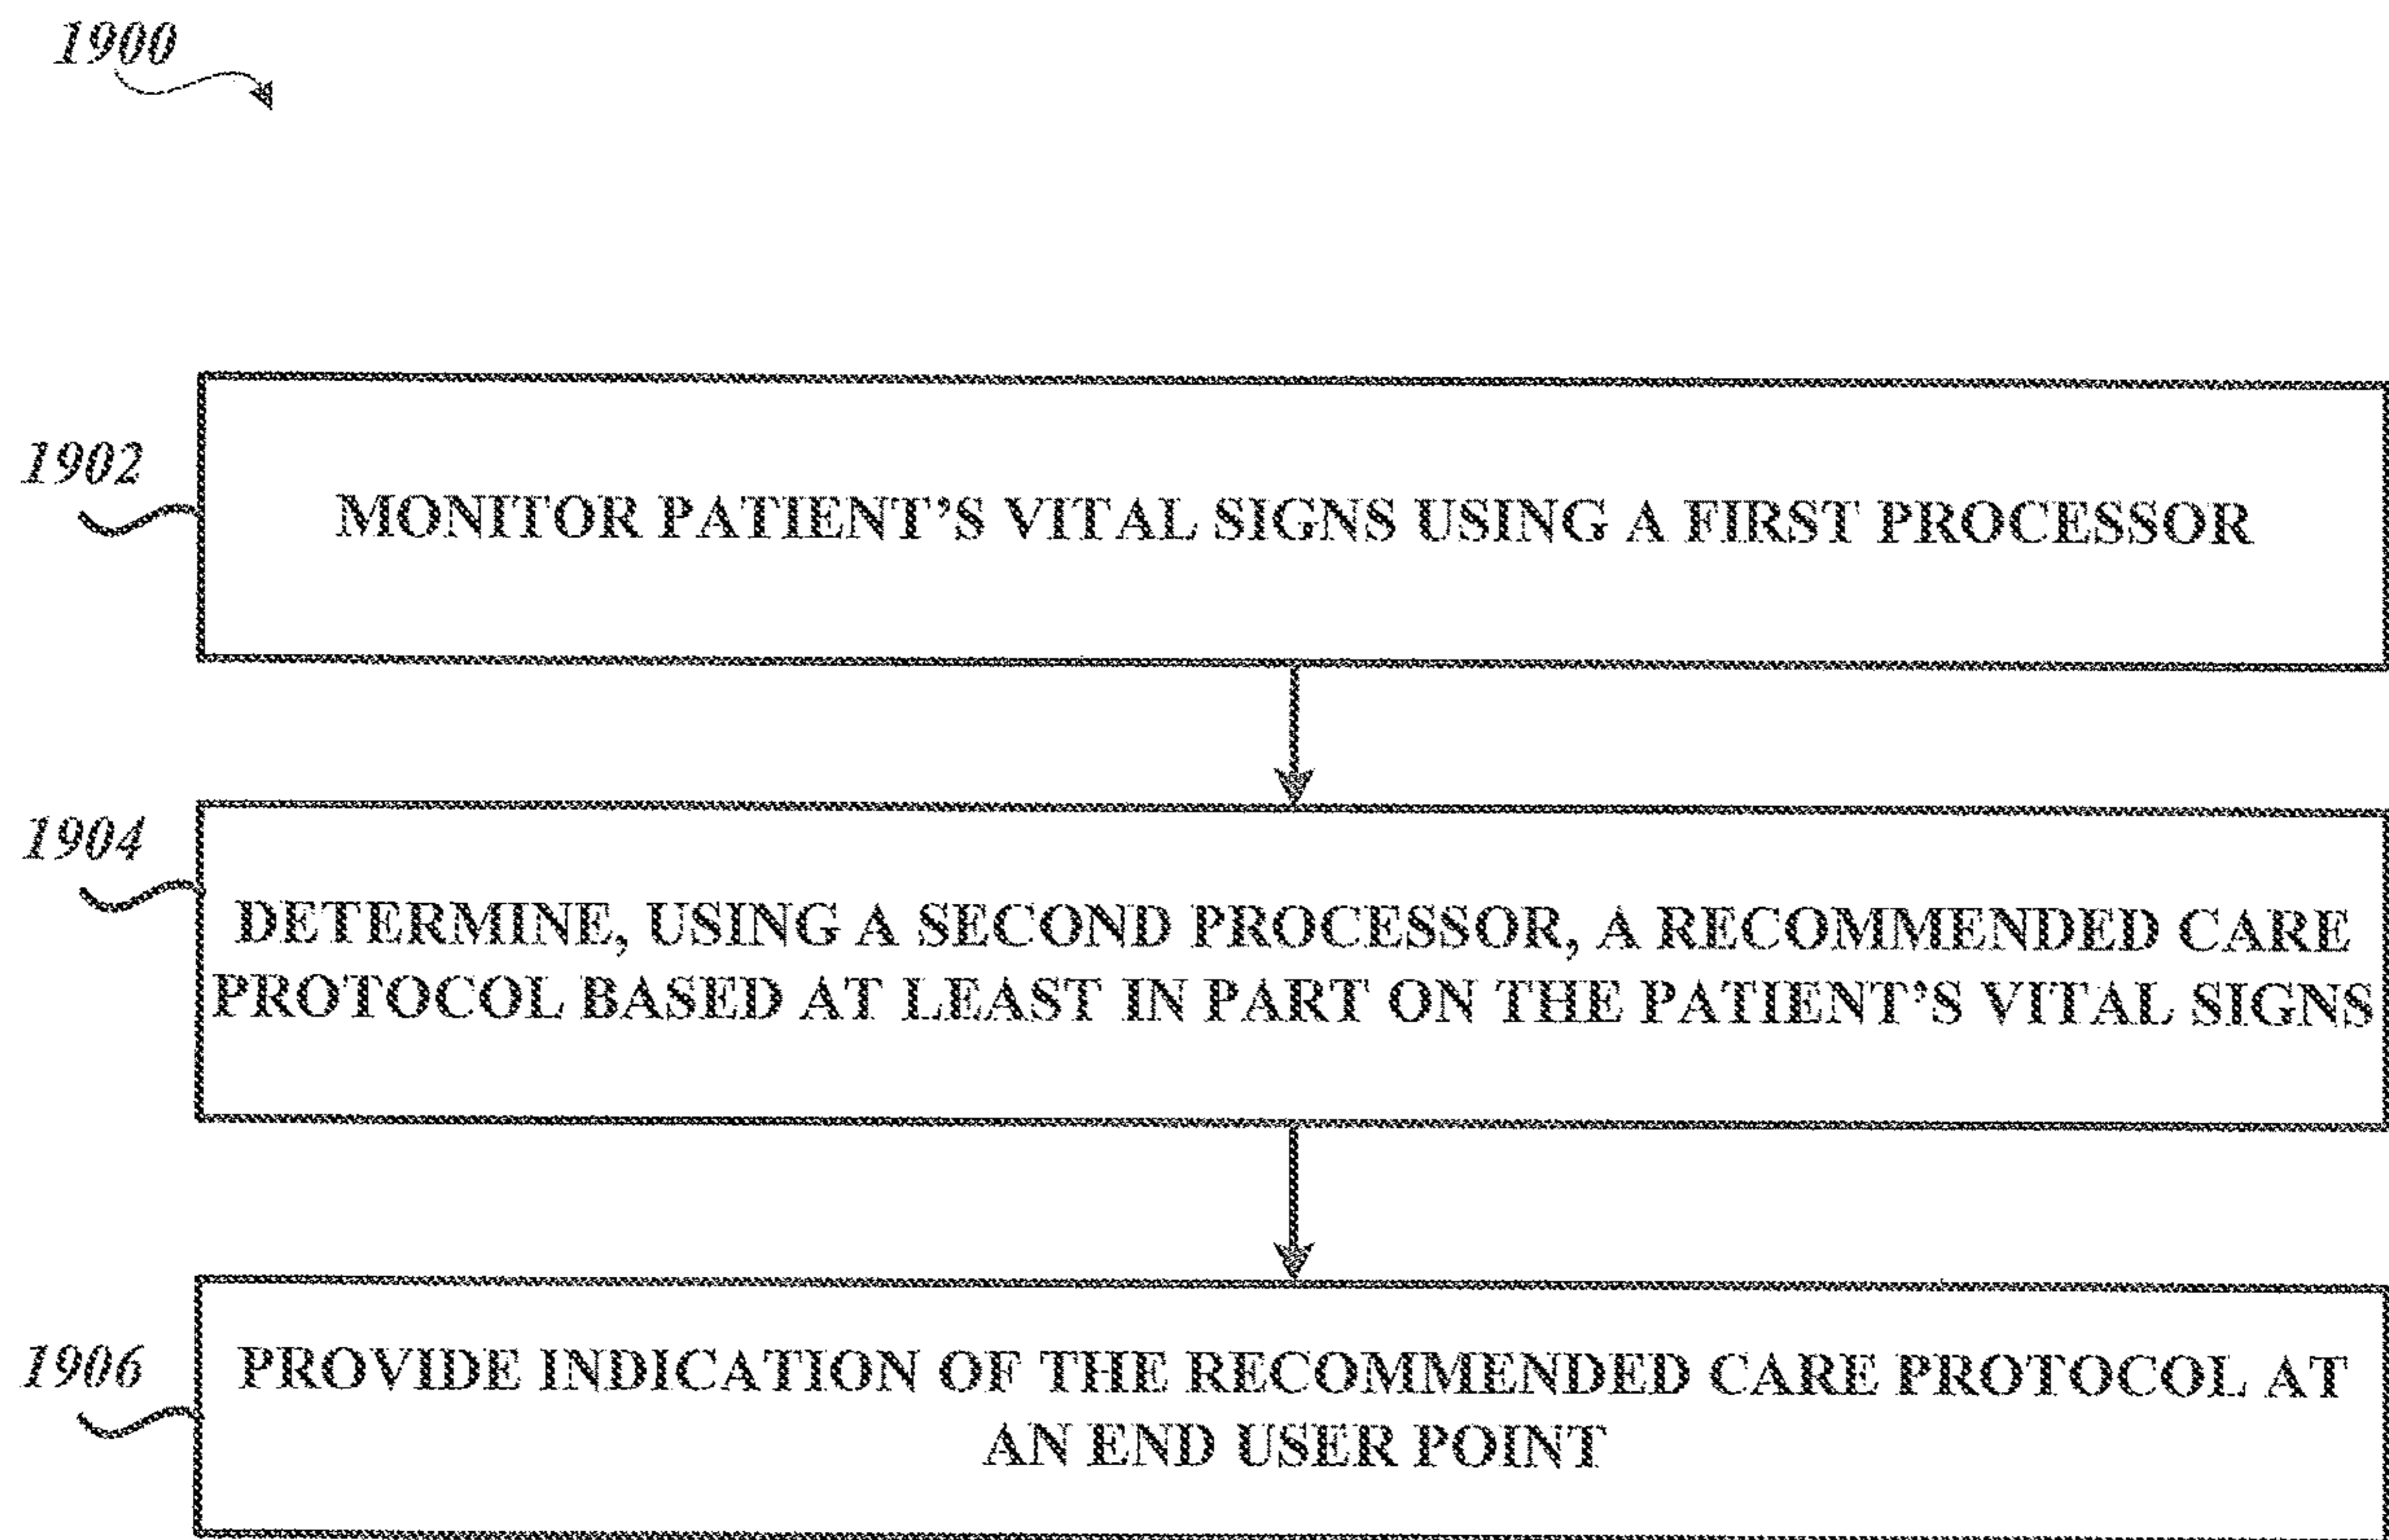 1900
1902
MONITOR PATIENT’S VITAL SIGNS USING A FIRST PROCESSOR
1904
DETERMINE, USING A SECOND PROCESSOR, A RECOMMENDED CARE
PROTOCOL BASED AT LEAST IN PART ON THE PATIENT’S VITAL SIGNS
1906
PROVIDE INDICATION OF THE RECOMMENDED CARE PROTOCOL AT
AN END USER POINT